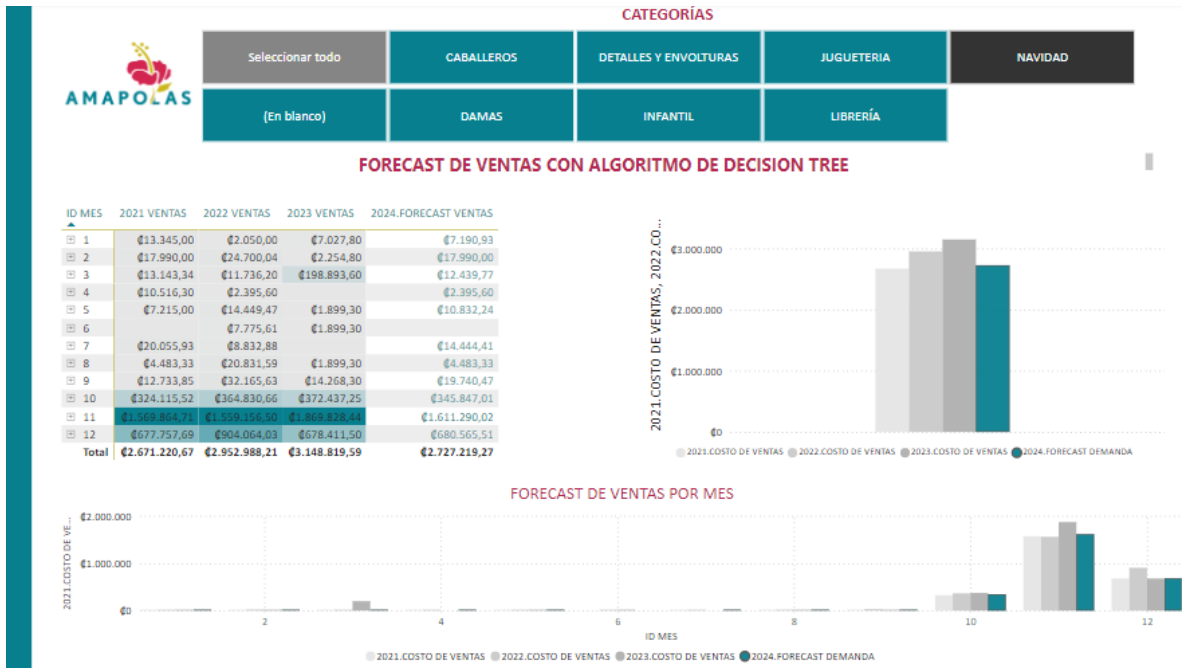 CATEGORÍAS
Seleccionar todo
CABALLEROS
DETALLES Y ENVOLTURAS
JUGUETERIA
NAVIDAD
AMAPOLAS
(En blanco)
DAMAS
INFANTIL
LIBRERÍA
FORECAST DE VENTAS CON ALGORITMO DE DECISION TREE
ID MES 2021 VENTAS 2022 VENTAS 2023 VENTAS 2024.FORECAST VENTAS
1 ₡13.345,00 ₡2.050,00 ₡7.027,80 ₡7.190,93
2 ₡17.990,00 ₡24.700,04 ₡2.254,80 ₡17.990,00
3 ₡13.143,34 ₡11.736,20 ₡198.893,60 ₡12.439,77
4 ₡10.516,30 ₡2.395,60 ₡2.395,60
5 ₡7.215,00 ₡14.449,47 ₡1.899,30 ₡10.832,24
6 ₡7.775,61 ₡1.899,30
7 ₡20.055,93 ₡8.832,88 ₡14.444,41
8 ₡4.483,33 ₡20.831,59 ₡1.899,30 ₡4.483,33
9 ₡12.733,85 ₡32.165,63 ₡14.268,30 ₡19.740,47
10 ₡324.115,52 ₡364.830,66 ₡372.437,25 ₡345.847,01
11 ₡1.569.864,71 ₡1.559.156,50 ₡1.869.828,44 ₡1.611.290,02
12 ₡677.757,69 ₡904.064,03 ₡678.411,50 ₡680.565,51
Total ₡2.671.220,67 ₡2.952.988,21 ₡3.148.819,59 ₡2.727.219,27
2021.COSTO DE VENTAS, 2022.CO...
₡3.000.000
₡2.000.000
₡1.000.000
₡0
2021.COSTO DE VENTAS 2022.COSTO DE VENTAS 2023.COSTO DE VENTAS 2024.FORECAST DEMANDA
FORECAST DE VENTAS POR MES
2021.COSTO DE VE...
₡2.000.000
₡1.000.000
₡0
2 4 6 8 10 12
ID MES
2021.COSTO DE VENTAS 2022.COSTO DE VENTAS 2023.COSTO DE VENTAS 2024.FORECAST DEMANDA